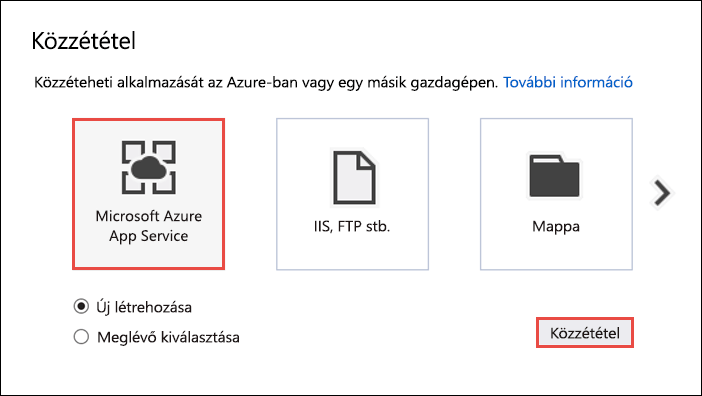 Közzététel
Közzéteheti alkalmazását az Azure-ban vagy egy másik gazdagépen. További információ
Microsoft Azure
App Service
IIS, FTP stb.
Mappa
Új létrehozása
Meglévő kiválasztása
Közzététel